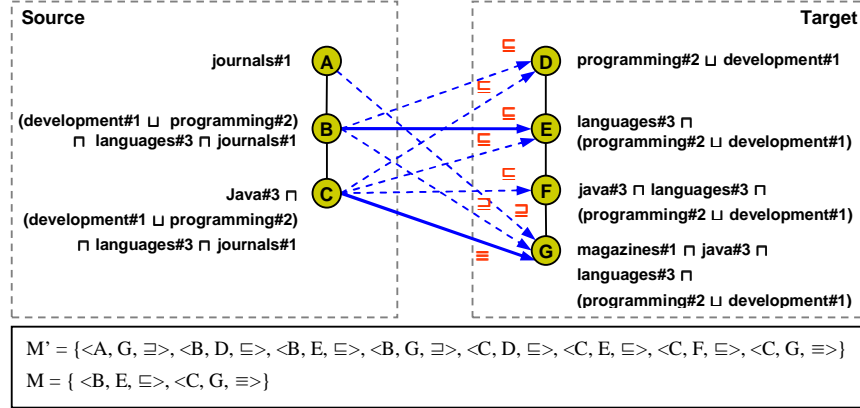 Source
Target
journals#1
A
⊑
D
programming#2 ⊔ development#1
⊑
(development#1 ⊔ programming#2)
⊓ languages#3 ⊓ journals#1
B
⊑
⊑
E
languages#3 ⊓
(programming#2 ⊔ development#1)
Java#3 ⊓
(development#1 ⊔ programming#2)
⊓ languages#3 ⊓ journals#1
C
⊑
⊒
⊒
F
java#3 ⊓ languages#3 ⊓
(programming#2 ⊔ development#1)
≡
G
magazines#1 ⊓ java#3 ⊓
languages#3 ⊓
(programming#2 ⊔ development#1)
M’ = {<A, G, ⊒>, <B, D, ⊑>, <B, E, ⊑>, <B, G, ⊒>, <C, D, ⊑>, <C, E, ⊑>, <C, F, ⊑>, <C, G, ≡>}
M = { <B, E, ⊑>, <C, G, ≡>}